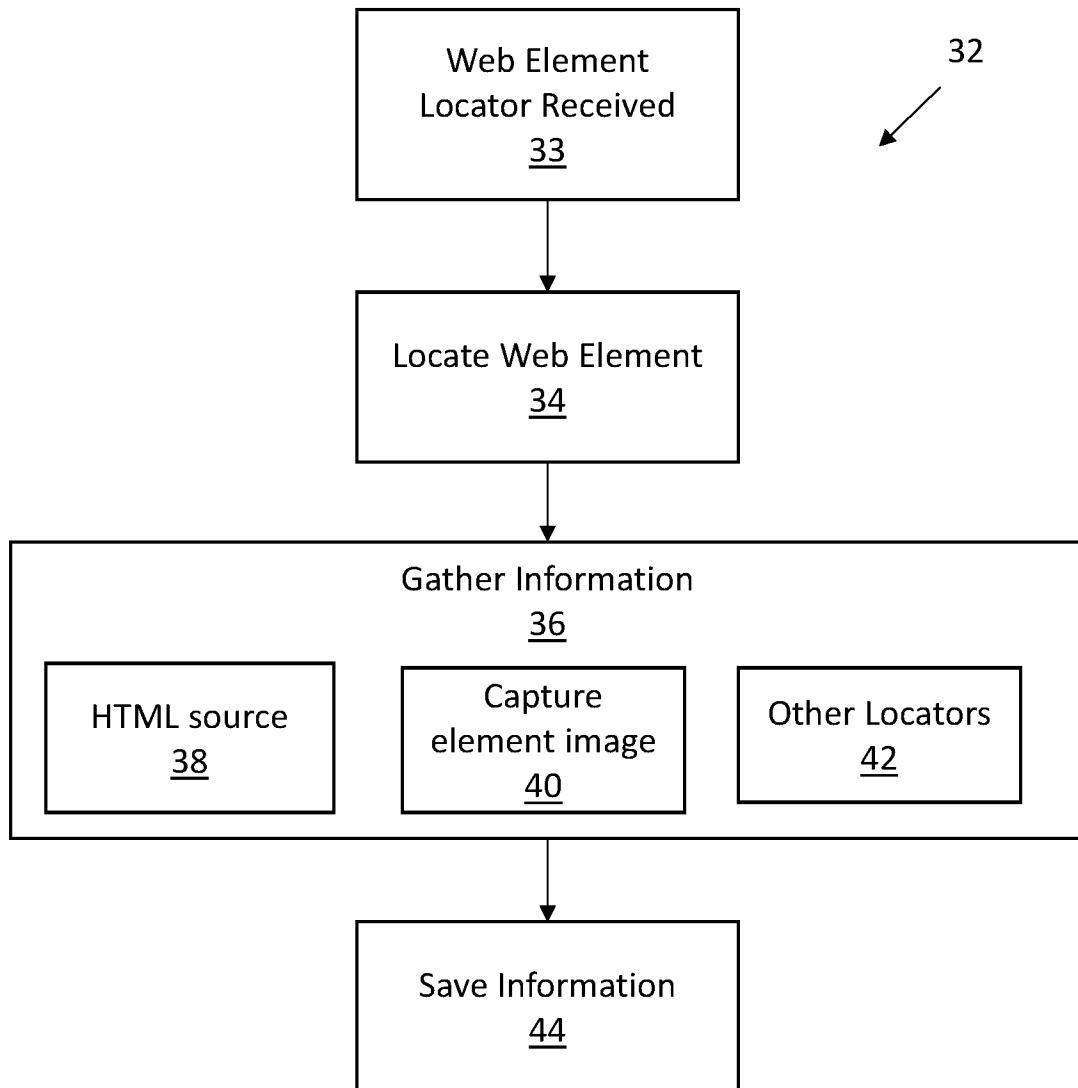 Web Element
Locator Received
33
32
Locate Web Element
34
Gather Information
36
HTML source
38
Capture
element image
40
Other Locators
42
Save Information
44